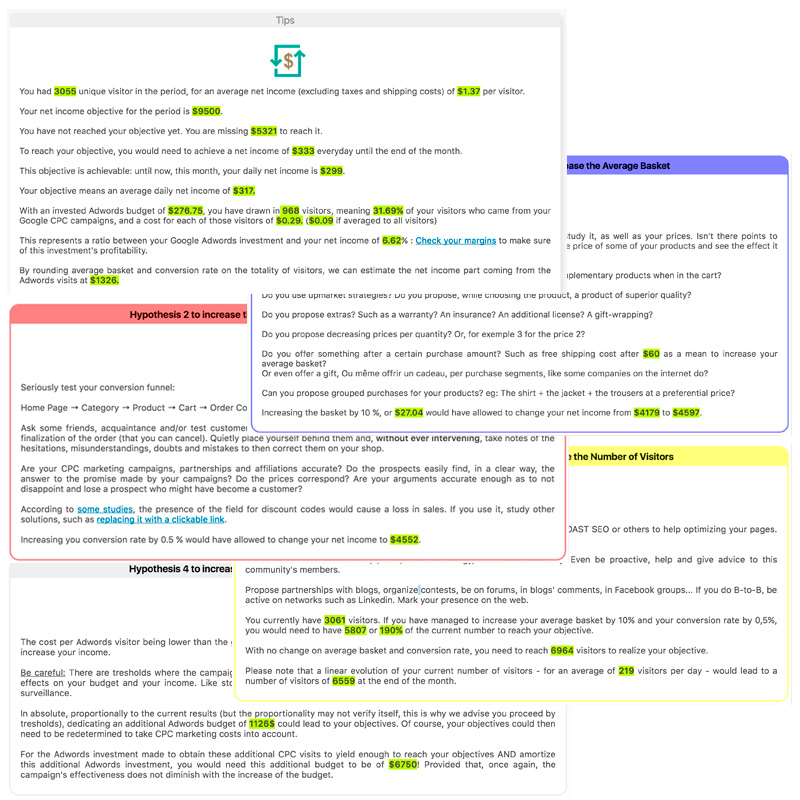 Tips
You had 3055 unique visitor in the period, for an average net income (excluding taxes and shipping costs) of $1.37 per visitor.
Your net income objective for the period is $9500.
You have not reached your objective yet. You are missing $5321 to reach it.
To reach your objective, you would need to achieve a net income of $333 everyday until the end of the month.
This objective is achievable: until now, this month, your daily net income is $299.
Your objective means an average daily net income of $317.
With an invested Adwords budget of $276.75, you have drawn in 968 visitors, meaning 31.69% of your visitors who came from your
Google CPC campaigns, and a cost for each of those visitors of $0.29. ($0.09 if averaged to all visitors)
This represents a ratio between your Google Adwords investment and your net income of 6.62% : Check your margins to make sure
of this investment's profitability.
By rounding average basket and conversion rate on the totality of visitors, we can estimate the net income part coming from the
Adwords visits at $1326.
ase the Average Basket
tudy it, as well as your prices. Isn't there points to
e price of some of your products and see the effect it
plementary products when in the cart?
Do you use upmarket strategies? Do you propose, while choosing the product, a product of superior quality?
Do you propose extras? Such as a warranty? An insurance? An additional license? A gift-wrapping?
Do you propose decreasing prices per quantity? Or, for exemple 3 for the price 2?
Do you offer something after a certain purchase amount? Such as free shipping cost after $60 as a mean to increase your
average basket?
Or even offer a gift, Ou même offrir un cadeau, per purchase segments, like some companies on the internet do?
Can you propose grouped purchases for your products? eg: The shirt + the jacket + the trousers at a preferential price?
Increasing the basket by 10 %, or $27.04 would have allowed to change your net income from $4179 to $4597.
Hypothesis 2 to increase t
Seriously test your conversion funnel:
Home Page → Category → Product → Cart → Order Co
Ask some friends, acquaintance and/or test custome
finalization of the order (that you can cancel). Quietly place yourself behind them and, without ever intervening, take notes of the
hesitations, misunderstandings, doubts and mistakes to then correct them on your shop.
Are your CPC marketing campaigns, partnerships and affiliations accurate? Do the prospects easily find, in a clear way, the
answer to the promise made by your campaigns? Do the prices correspond? Are your arguments accurate enough as to not
disappoint and lose a prospect who might have become a customer?
According to some studies, the presence of the field for discount codes would cause a loss in sales. If you use it, study other
solutions, such as replacing it with a clickable link.
Increasing you conversion rate by 0.5 % would have allowed to change your net income to $4552.
e the Number of Visitors
OAST SEO or others to help optimizing your pages.
Even be proactive, help and give advice to this
community's members.
Propose partnerships with blogs, organize contests, be on forums, in blogs' comments, in Facebook groups... If you do B-to-B, be
active on networks such as Linkedin. Mark your presence on the web.
You currently have 3061 visitors. If you have managed to increase your average basket by 10% and your conversion rate by 0,5%,
you would need to have 5807 or 190% of the current number to reach your objective.
With no change on average basket and conversion rate, you need to reach 6964 visitors to realize your objective.
Please note that a linear evolution of your current number of visitors - for an average of 219 visitors per day - would lead to a
number of visitors of 6559 at the end of the month.
Hypothesis 4 to increas
The cost per Adwords visitor being lower than the
increase your income.
Be careful: There are tresholds where the campaig
effects on your budget and your income. Like sto
surveillance.
In absolute, proportionally to the current results (but the proportionality may not verify itself, this is why we advise you proceed by
tresholds), dedicating an additional Adwords budget of 1126$ could lead to your objectives. Of course, your objectives could then
need to be redetermined to take CPC marketing costs into account.
For the Adwords investment made to obtain these additional CPC visits to yield enough to reach your objectives AND amortize
this additional Adwords investment, you would need this additional budget to be of $6750! Provided that, once again, the
campaign's effectiveness does not diminish with the increase of the budget.